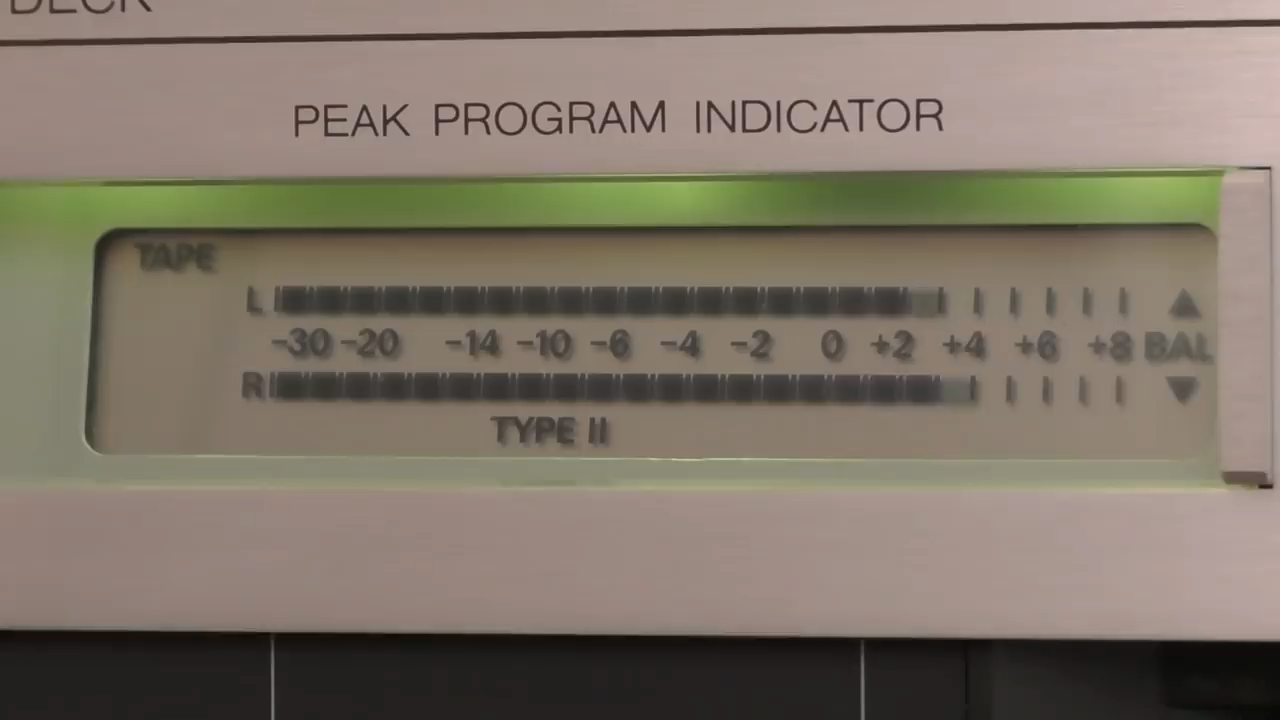 DECK
PEAK PROGRAM INDICATOR
TAPE
L
-30 -20 -14 -10 -6 -4 -2 0 +2 +4 +6 +8 BAL
R
TYPE II